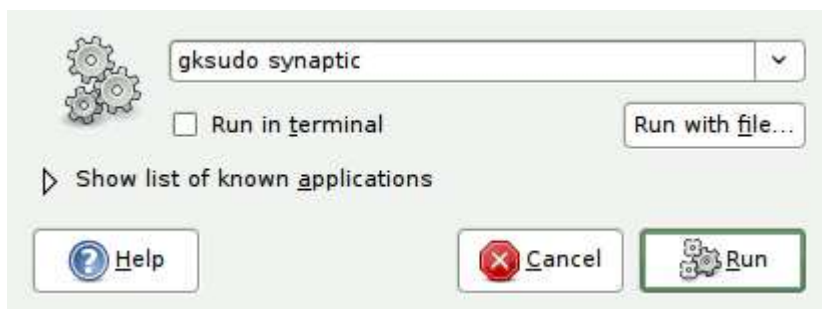 gksudo synaptic
Run in terminal
Run with file...
Show list of known applications
Help
Cancel
Run